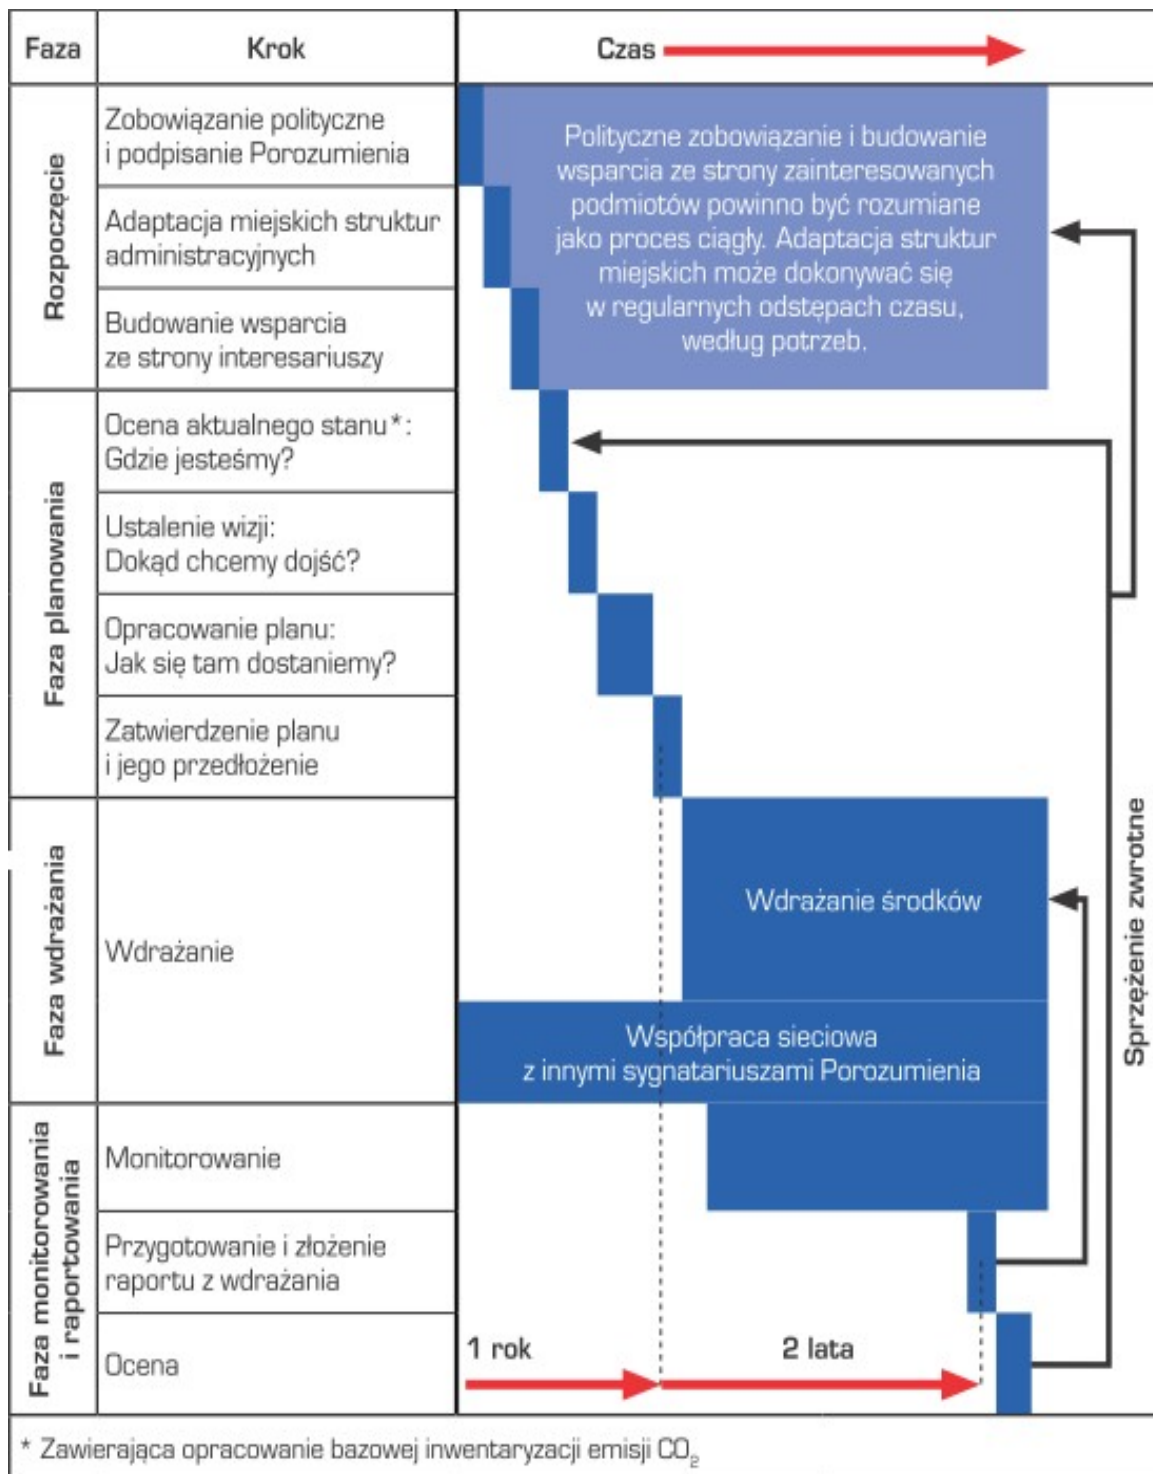 Faza
Krok
Czas
Rozpoczęcie
Zobowiązanie polityczne
i podpisanie Porozumienia
Adaptacja miejskich struktur
administracyjnych
Budowanie wsparcia
ze strony interesariuszy
Polityczne zobowiązanie i budowanie
wsparcia ze strony zainteresowanych
podmiotów powinno być rozumiane
jako proces ciągły. Adaptacja struktur
miejskich może dokonywać się
w regularnych odstępach czasu,
według potrzeb.
Faza planowania
Ocena aktualnego stanu*:
Gdzie jesteśmy?
Ustalenie wizji:
Dokąd chcemy dojść?
Opracowanie planu:
Jak się tam dostaniemy?
Zatwierdzenie planu
i jego przedłożenie
Faza wdrażania
Wdrażanie
Wdrażanie środków
Współpraca sieciowa
z innymi sygnatariuszami Porozumienia
Faza monitorowania
i raportowania
Monitorowanie
Przygotowanie i złożenie
raportu z wdrażania
Ocena
1 rok
2 lata
Sprzężenie zwrotne
* Zawierająca opracowanie bazowej inwentaryzacji emisji CO₂